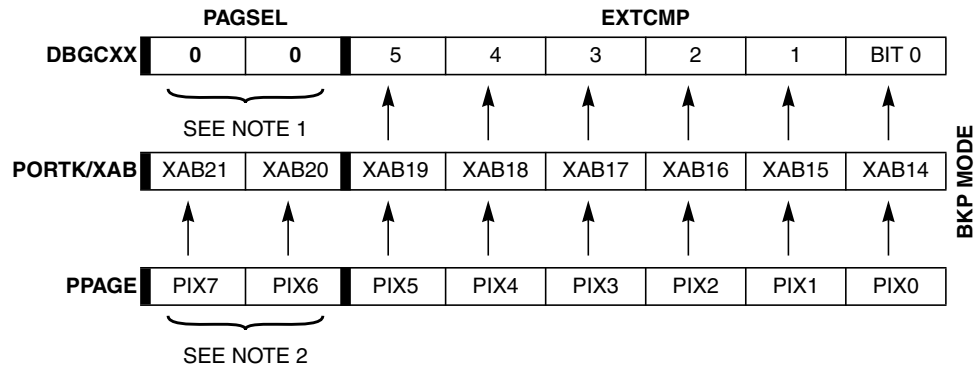 PAGSEL EXTCMP
DBGCXX 0 0 5 4 3 2 1 BIT 0
SEE NOTE 1
PORTK/XAB XAB21 XAB20 XAB19 XAB18 XAB17 XAB16 XAB15 XAB14
BKP MODE
PPAGE PIX7 PIX6 PIX5 PIX4 PIX3 PIX2 PIX1 PIX0
SEE NOTE 2